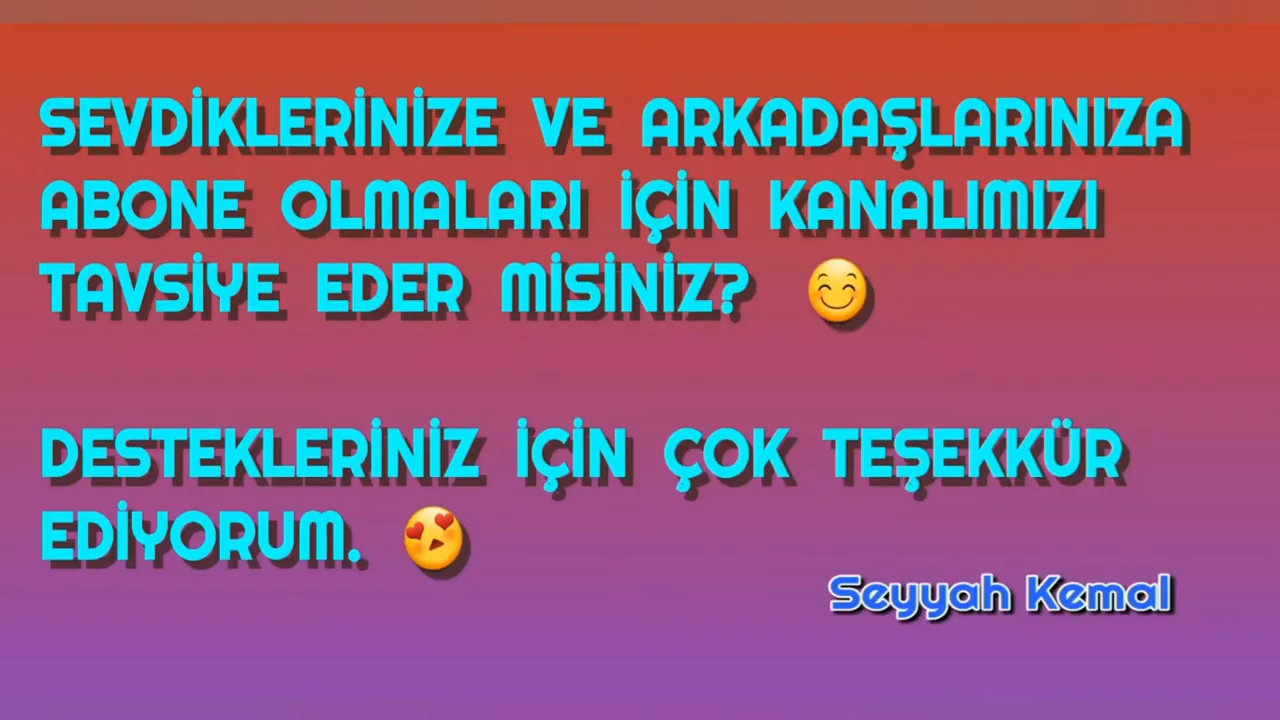 SEVDİKLERİNİZE VE ARKADAŞLARINIZA
ABONE OLMALARI İÇİN KANALIMIZI
TAVSİYE EDER MİSİNİZ? 😊
DESTEKLERİNİZ İÇİN ÇOK TEŞEKKÜR
EDİYORUM. 😍
Seyyah Kemal